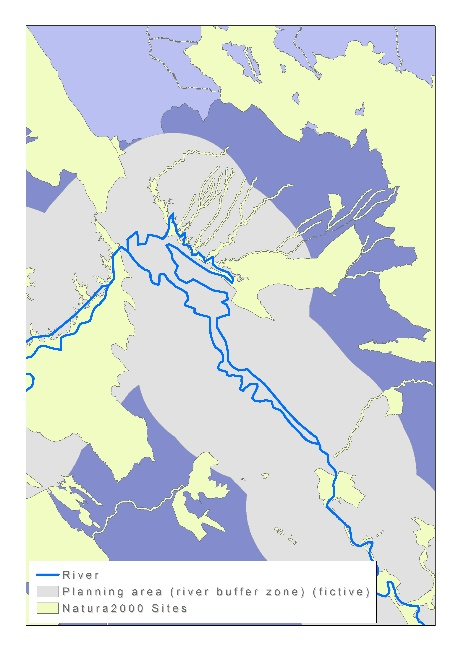 River
Planning area (river buffer zone) (fictive)
Natura2000 Sites